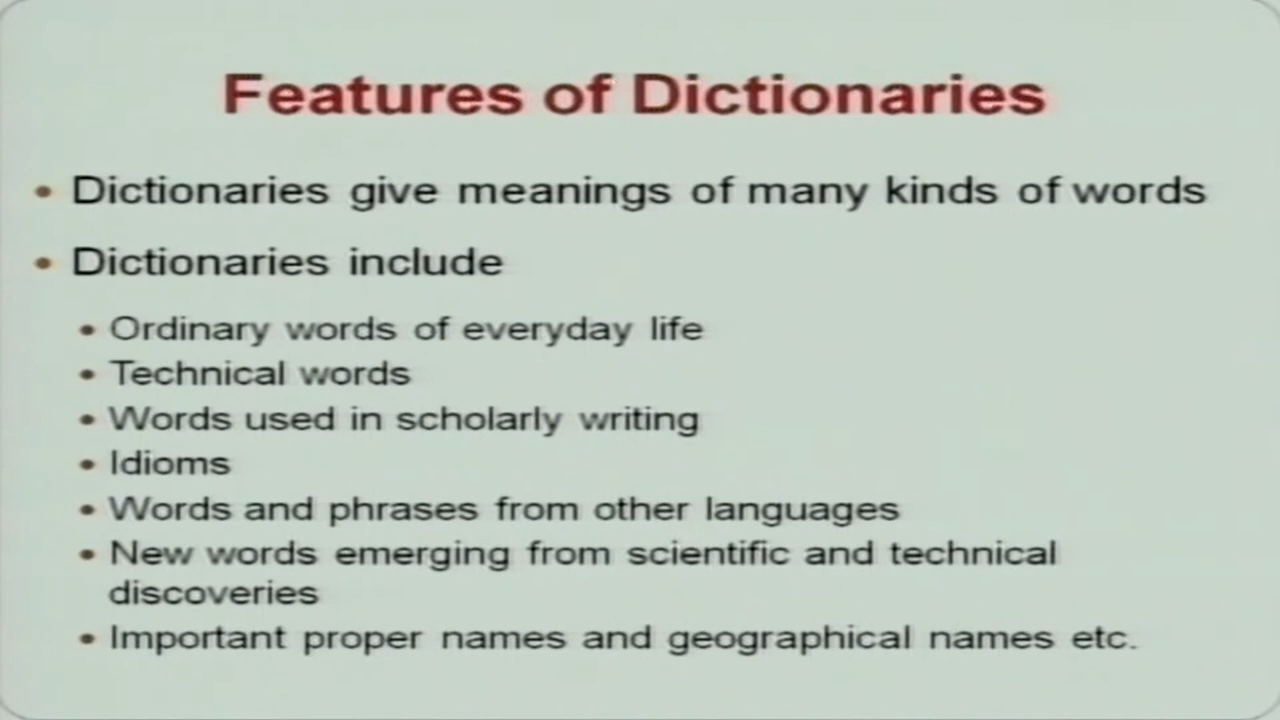 Features of Dictionaries
• Dictionaries give meanings of many kinds of words
• Dictionaries include
• Ordinary words of everyday life
• Technical words
• Words used in scholarly writing
• Idioms
• Words and phrases from other languages
• New words emerging from scientific and technical
discoveries
• Important proper names and geographical names etc.